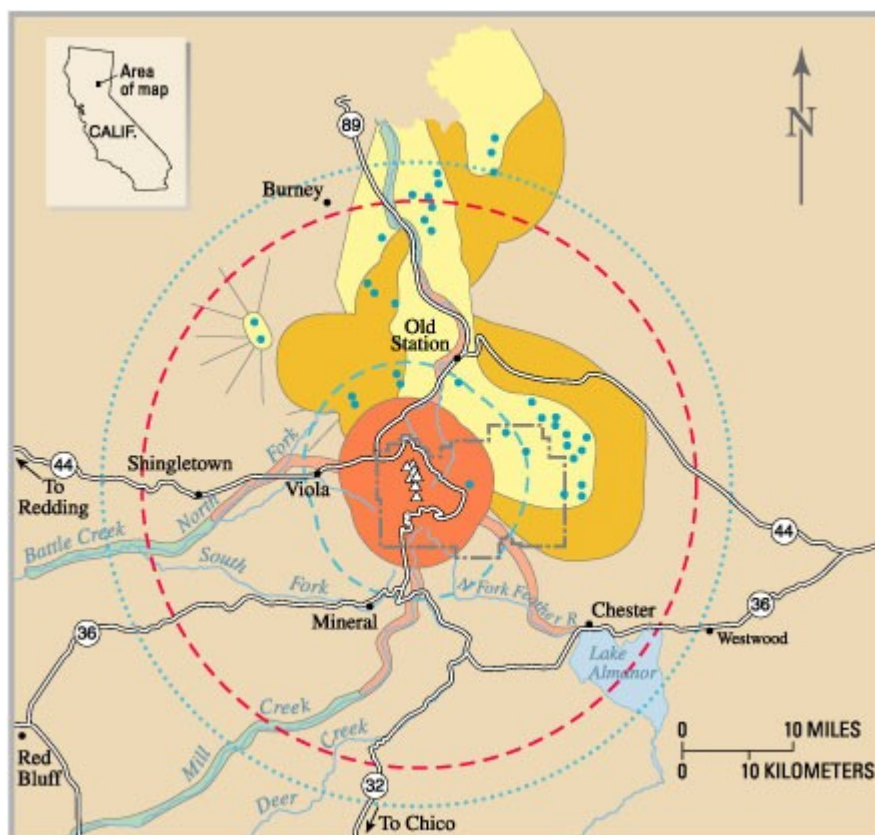 Area
of map
CALIF.
N
89
Burney
Old
Station
44
To
Redding
Shingletown
Viola
North
Fork
Battle Creek
South
Fork
44
N Fork Feather R
Mineral
Chester
36
Westwood
36
Lake
Almanor
Red
Bluff
Mill
Creek
Creek
Deer
32
To Chico
0
10 MILES
0
10 KILOMETERS